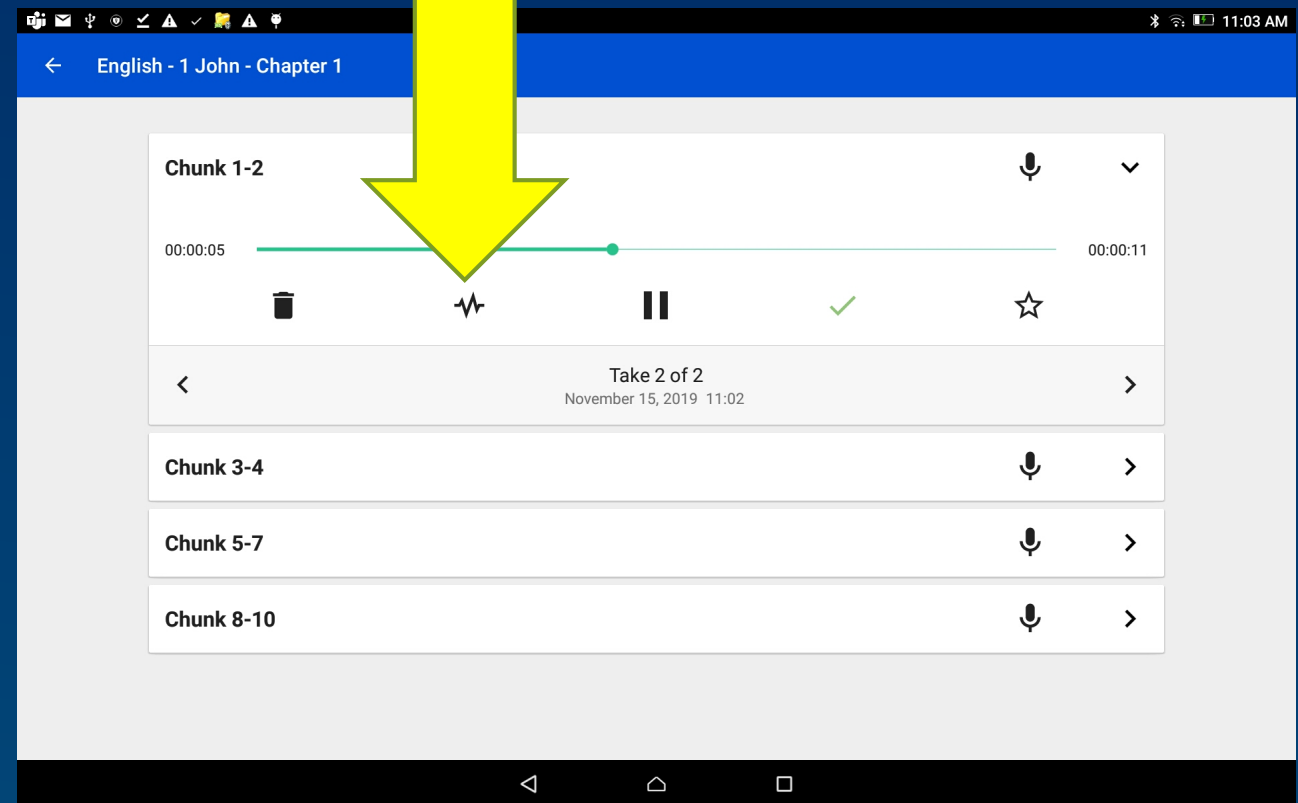 11:03 AM
English - 1 John - Chapter 1
Chunk 1-2
00:00:05
00:00:11
Take 2 of 2
November 15, 2019 11:02
Chunk 3-4
Chunk 5-7
Chunk 8-10